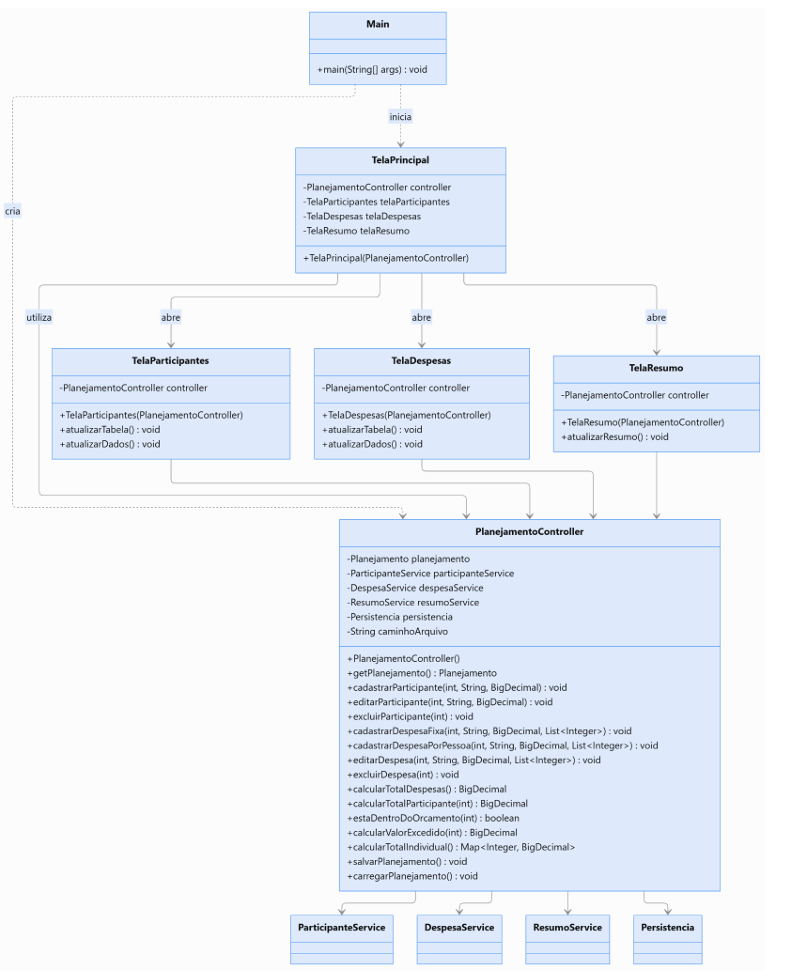 Main
+main(String[] args) : void
inicia
cria
TelaPrincipal
-PlanejamentoController controller
-TelaParticipantes telaParticipantes
-TelaDespesas telaDespesas
-TelaResumo telaResumo
+TelaPrincipal(PlanejamentoController)
utiliza
abre
abre
abre
TelaParticipantes
-PlanejamentoController controller
+TelaParticipantes(PlanejamentoController)
+atualizarTabela() : void
+atualizarDados() : void
TelaDespesas
-PlanejamentoController controller
+TelaDespesas(PlanejamentoController)
+atualizarTabela() : void
+atualizarDados() : void
TelaResumo
-PlanejamentoController controller
+TelaResumo(PlanejamentoController)
+atualizarResumo() : void
PlanejamentoController
-Planejamento planejamento
-ParticipanteService participanteService
-DespesaService despesaService
-ResumoService resumoService
-Persistencia persistencia
-String caminhoArquivo
+PlanejamentoController()
+getPlanejamento() : Planejamento
+cadastrarParticipante(int, String, BigDecimal) : void
+editarParticipante(int, String, BigDecimal) : void
+excluirParticipante(int) : void
+cadastrarDespesaFixa(int, String, BigDecimal, List<Integer>) : void
+cadastrarDespesaPorPessoa(int, String, BigDecimal, List<Integer>) : void
+editarDespesa(int, String, BigDecimal, List<Integer>) : void
+excluirDespesa(int) : void
+calcularTotalDespesas() : BigDecimal
+calcularTotalParticipante(int) : BigDecimal
+estaDentroDoOrcamento(int) : boolean
+calcularValorExcedido(int) : BigDecimal
+calcularTotalIndividual() : Map<Integer, BigDecimal>
+salvarPlanejamento() : void
+carregarPlanejamento() : void
ParticipanteService
DespesaService
ResumoService
Persistencia